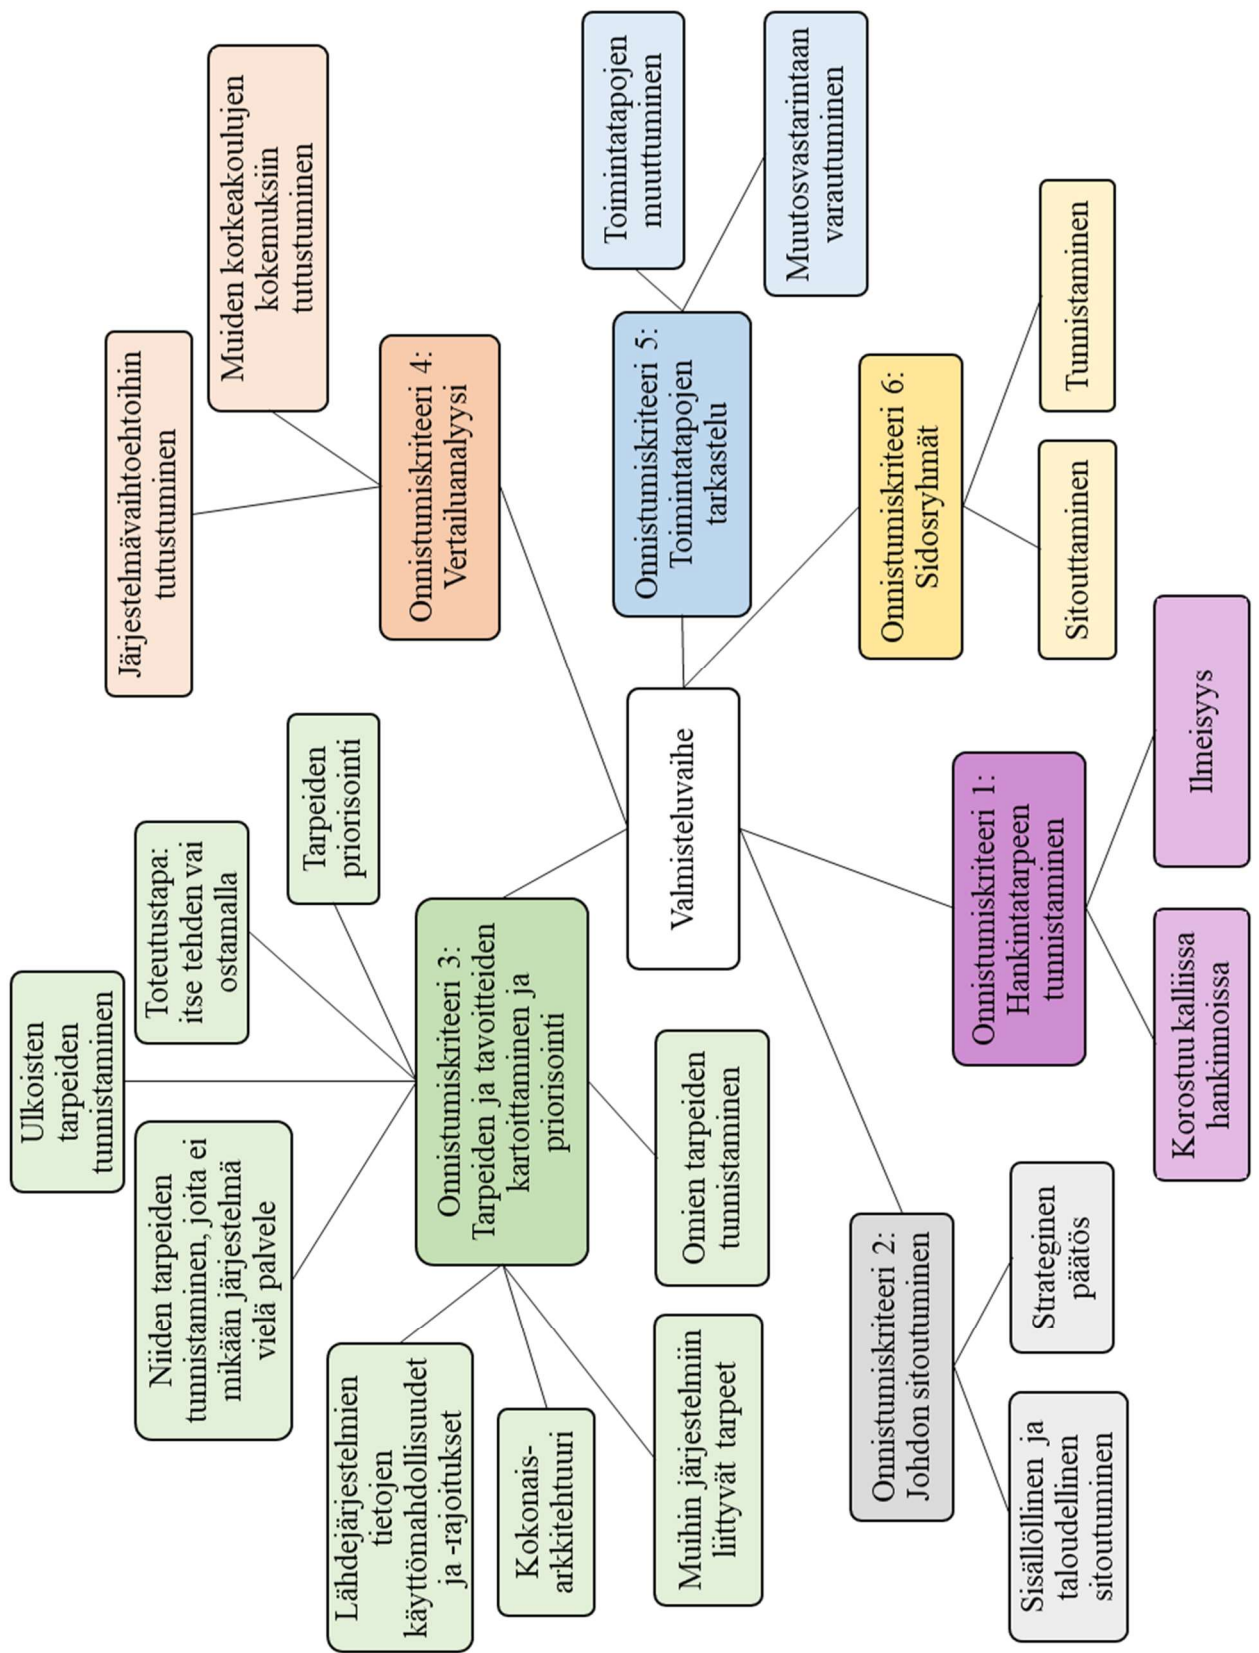 Ulkoisten
tarpeiden
tunnistaminen
Niiden tarpeiden
tunnistaminen, joita ei
mikään järjestelmä
vielä palvele
Toteutustapa:
itse tehden vai
ostamalla
Tarpeiden
priorisointi
Järjestelmävaihtoehtoihin
tutustuminen
Muiden korkeakoulujen
kokemuksiin
tutustuminen
Lähdejärjestelmien
tietojen
käyttömahdollisuudet
ja -rajoitukset
Onnistumiskriteeri 3:
Tarpeiden ja tavoitteiden
kartoittaminen ja
priorisointi
Onnistumiskriteeri 4:
Vertailuanalyysi
Kokonais-
arkkitehtuuri
Muihin järjestelmiin
liittyvät tarpeet
Omien tarpeiden
tunnistaminen
Valmisteluvaihe
Onnistumiskriteeri 5:
Toimintatapojen
tarkastelu
Toimintatapojen
muuttuminen
Muutosvastarintaan
varautuminen
Onnistumiskriteeri 2:
Johdon sitoutuminen
Sisällöllinen ja
taloudellinen
sitoutuminen
Strateginen
päätös
Onnistumiskriteeri 1:
Hankintatarpeen
tunnistaminen
Korostuu kalliissa
hankinnoissa
Ilmeisyys
Onnistumiskriteeri 6:
Sidosryhmät
Sitouttaminen
Tunnistaminen